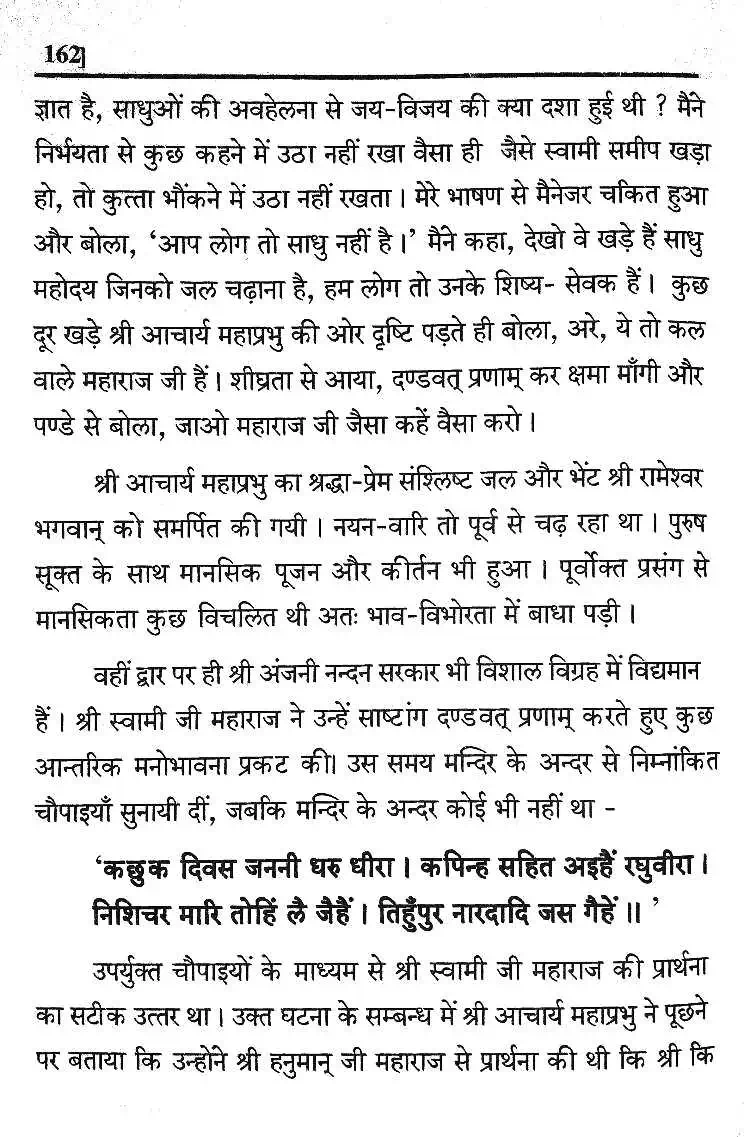 162]
ज्ञात है, साधुओं की अवहेलना से जय-विजय की क्या दशा हुई थी ? मैंने
निर्भयता से कुछ कहने में उठा नहीं रखा वैसा ही जैसे स्वामी समीप खड़ा
हो, तो कुत्ता भौंकने में उठा नहीं रखता । मेरे भाषण से मैनेजर चकित हुआ
और बोला, ‘आप लोग तो साधु नहीं है ।’ मैंने कहा, देखो वे खड़े हैं साधु
महोदय जिनको जल चढ़ाना है, हम लोग तो उनके शिष्य- सेवक हैं । कुछ
दूर खड़े श्री आचार्य महाप्रभु की ओर दृष्टि पड़ते ही बोला, अरे, ये तो कल
वाले महाराज जी हैं । शीघ्रता से आया, दण्डवत् प्रणाम् कर क्षमा माँगी और
पण्डे से बोला, जाओ महाराज जी जैसा कहें वैसा करो ।
श्री आचार्य महाप्रभु का श्रद्धा-प्रेम संश्लिष्ट जल और भेंट श्री रामेश्वर
भगवान् को समर्पित की गयी । नयन-वारि तो पूर्व से चढ़ रहा था । पुरुष
सूक्त के साथ मानसिक पूजन और कीर्तन भी हुआ । पूर्वोक्त प्रसंग से
मानसिकता कुछ विचलित थी अतः भाव-विभोरता में बाधा पड़ी ।
वहीं द्वार पर ही श्री अंजनी नन्दन सरकार भी विशाल विग्रह में विद्यमान
हैं । श्री स्वामी जी महाराज ने उन्हें साष्टांग दण्डवत् प्रणाम् करते हुए कुछ
आन्तरिक मनोभावना प्रकट की। उस समय मन्दिर के अन्दर से निम्नांकित
चौपाइयाँ सुनायी दीं, जबकि मन्दिर के अन्दर कोई भी नहीं था -
‘कछुक दिवस जननी धरु धीरा । कपिन्ह सहित अइहैं रघुवीरा ।
निशिचर मारि तोहिं लै जैहैं । तिहुँपुर नारदादि जस गैहें ॥ ’
उपर्युक्त चौपाइयों के माध्यम से श्री स्वामी जी महाराज की प्रार्थना
का सटीक उत्तर था । उक्त घटना के सम्बन्ध में श्री आचार्य महाप्रभु ने पूछने
पर बताया कि उन्होंने श्री हनुमान् जी महाराज से प्रार्थना की थी कि श्री कि